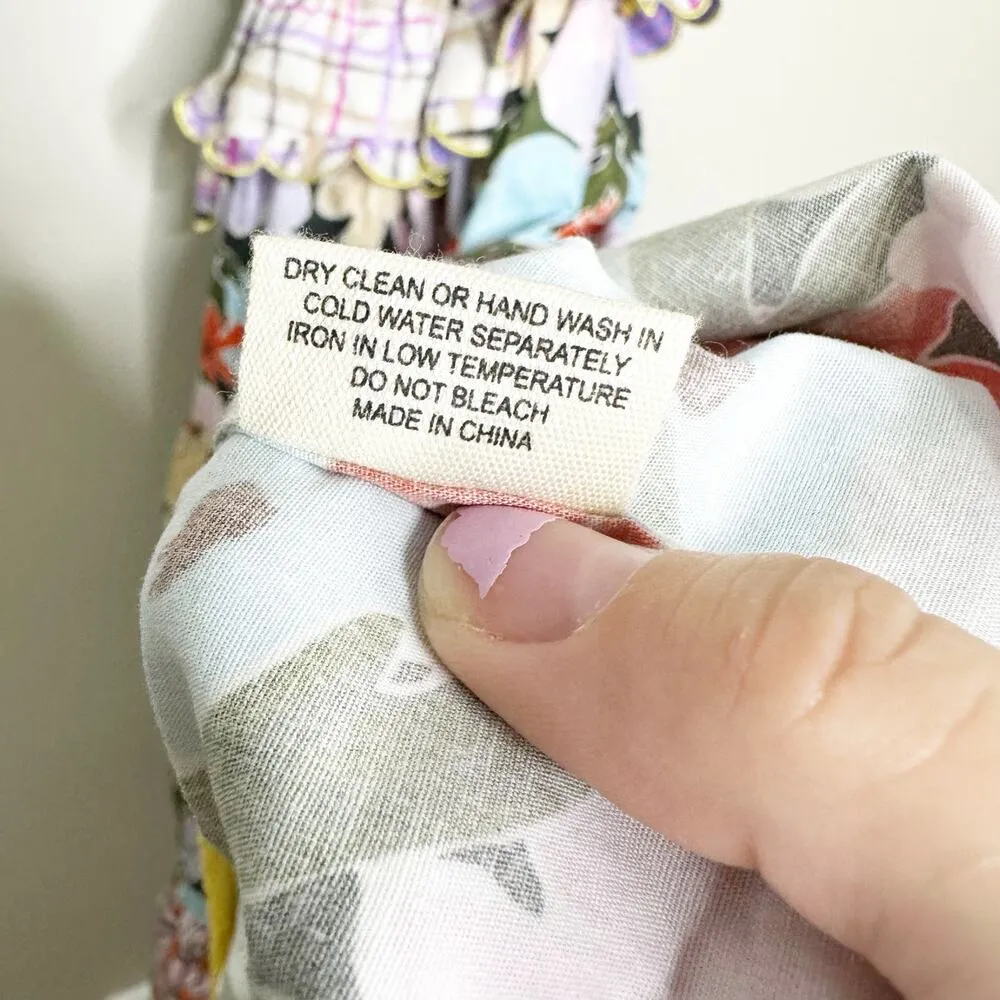 DRY CLEAN OR HAND WASH IN
COLD WATER SEPARATELY
IRON IN LOW TEMPERATURE
DO NOT BLEACH
MADE IN CHINA